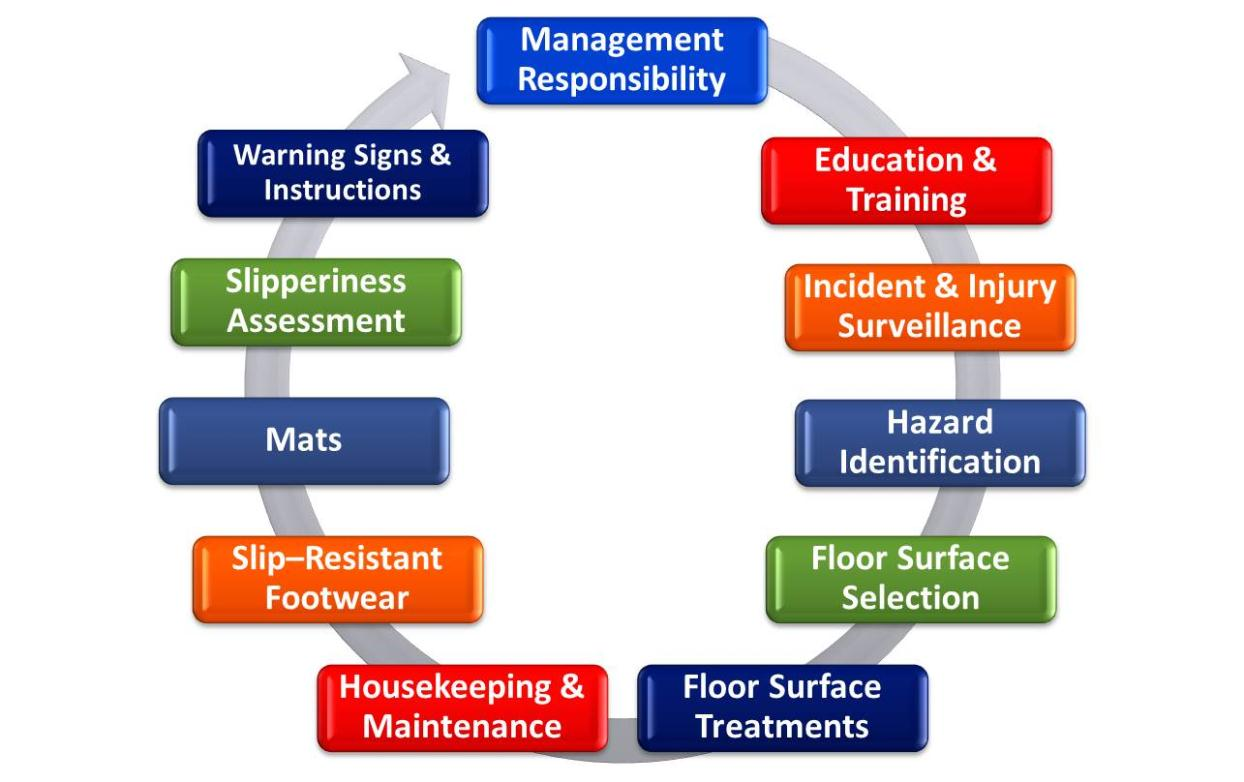 Management
Responsibility
Education &
Training
Incident & Injury
Surveillance
Hazard
Identification
Floor Surface
Selection
Floor Surface
Treatments
Housekeeping &
Maintenance
Slip–Resistant
Footwear
Mats
Slipperiness
Assessment
Warning Signs &
Instructions